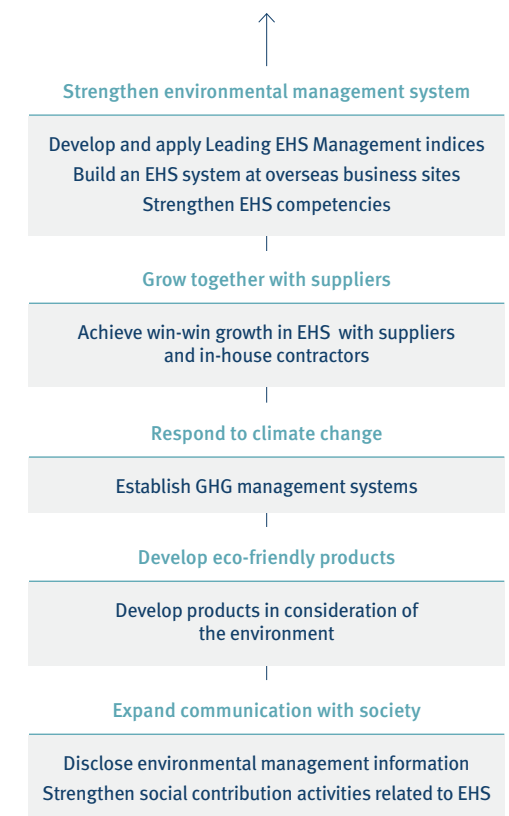 Strengthen environmental management system
Develop and apply Leading EHS Management indices
Build an EHS system at overseas business sites
Strengthen EHS competencies
Grow together with suppliers
Achieve win-win growth in EHS with suppliers
and in-house contractors
Respond to climate change
Establish GHG management systems
Develop eco-friendly products
Develop products in consideration of
the environment
Expand communication with society
Disclose environmental management information
Strengthen social contribution activities related to EHS